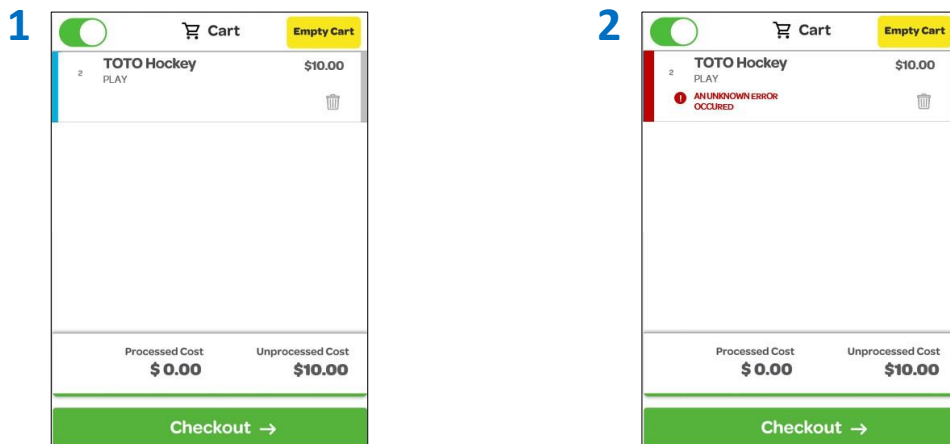 1
Cart
Empty Cart
2 TOTO Hockey $10.00
PLAY
Processed Cost Unprocessed Cost
$ 0.00 $10.00
Checkout →
2
Cart
Empty Cart
2 TOTO Hockey $10.00
PLAY
AN UNKNOWN ERROR
OCCURED
Processed Cost Unprocessed Cost
$ 0.00 $10.00
Checkout →